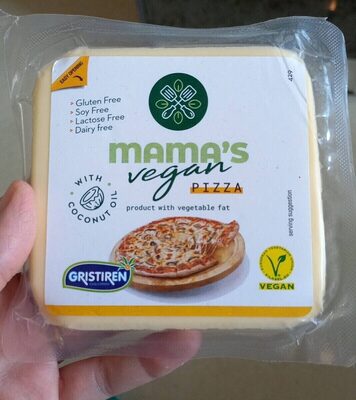 EASY OPENING
Gluten Free
Soy Free
Lactose Free
Dairy free
MAMA'S
vegan
PIZZA
WITH
COCONUT OIL
product with vegetable fat
GRISTIREN
VEGAN
serving suggestion